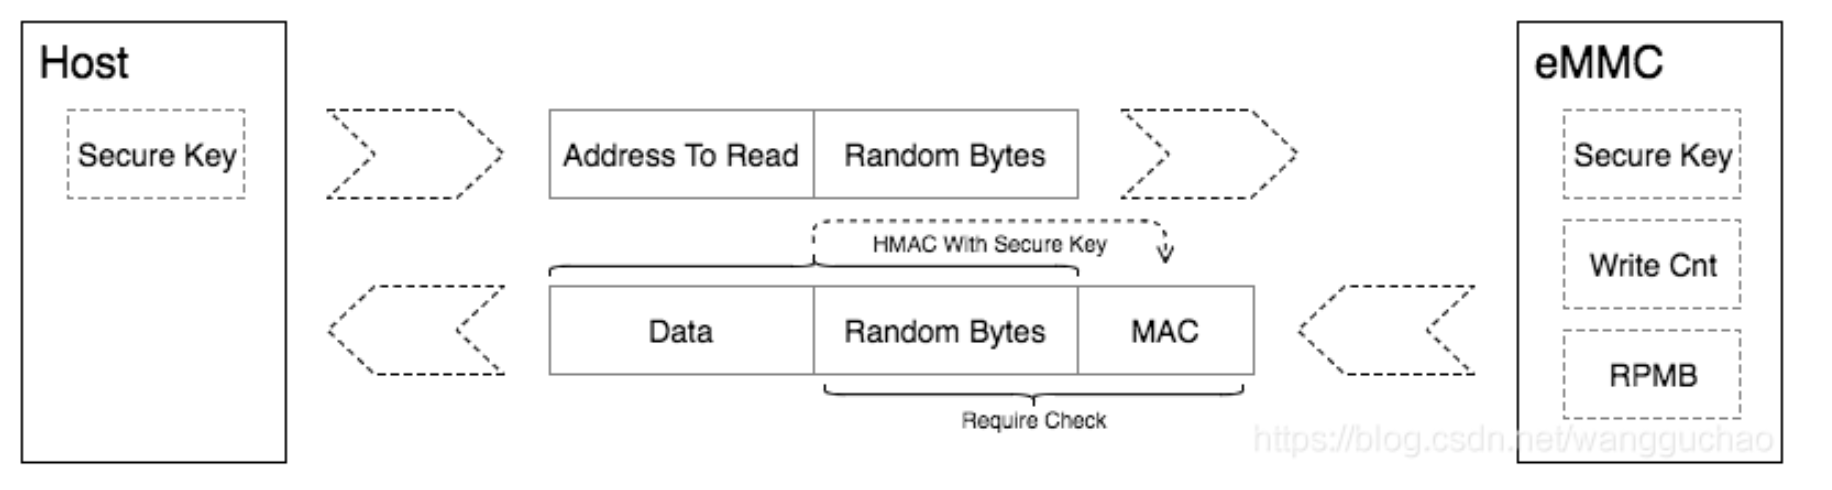 Host
eMMC
Secure Key
Address To Read
Random Bytes
Secure Key
HMAC With Secure Key
Write Cnt
Data
Random Bytes
MAC
RPMB
Require Check
https://blog.csdn.net/wangguchao